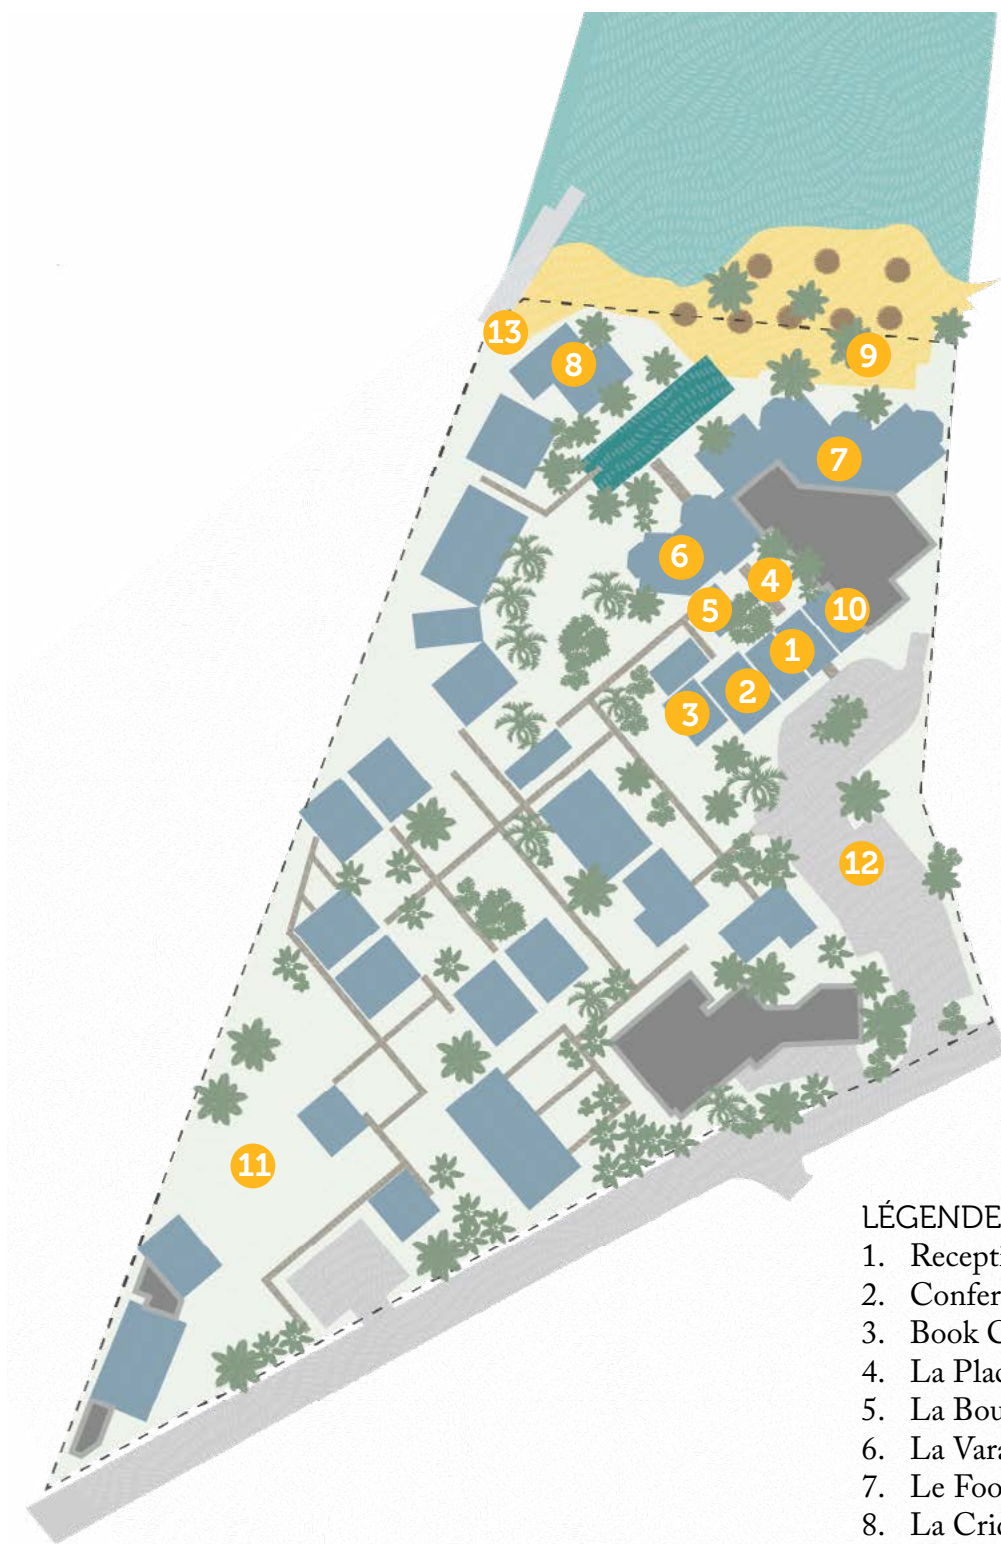 13
8
9
7
6
4
5
10
1
2
3
12
11
LÉGENDE
1. Recepti
2. Confer
3. Book C
4. La Plac
5. La Bou
6. La Vara
7. Le Foo
8. La Cric